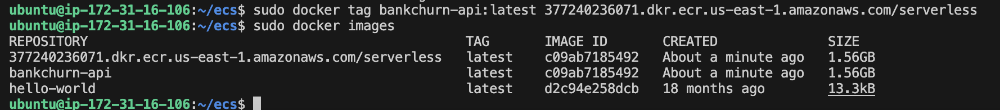 ubuntu@ip-172-31-16-106:~/ecs$ sudo docker tag bankchurn-api:latest 377240236071.dkr.ecr.us-east-1.amazonaws.com/serverless
ubuntu@ip-172-31-16-106:~/ecs$ sudo docker images
REPOSITORY TAG IMAGE ID CREATED SIZE
377240236071.dkr.ecr.us-east-1.amazonaws.com/serverless latest c09ab7185492 About a minute ago 1.56GB
bankchurn-api latest c09ab7185492 About a minute ago 1.56GB
hello-world latest d2c94e258dcb 18 months ago 13.3kB
ubuntu@ip-172-31-16-106:~/ecs$